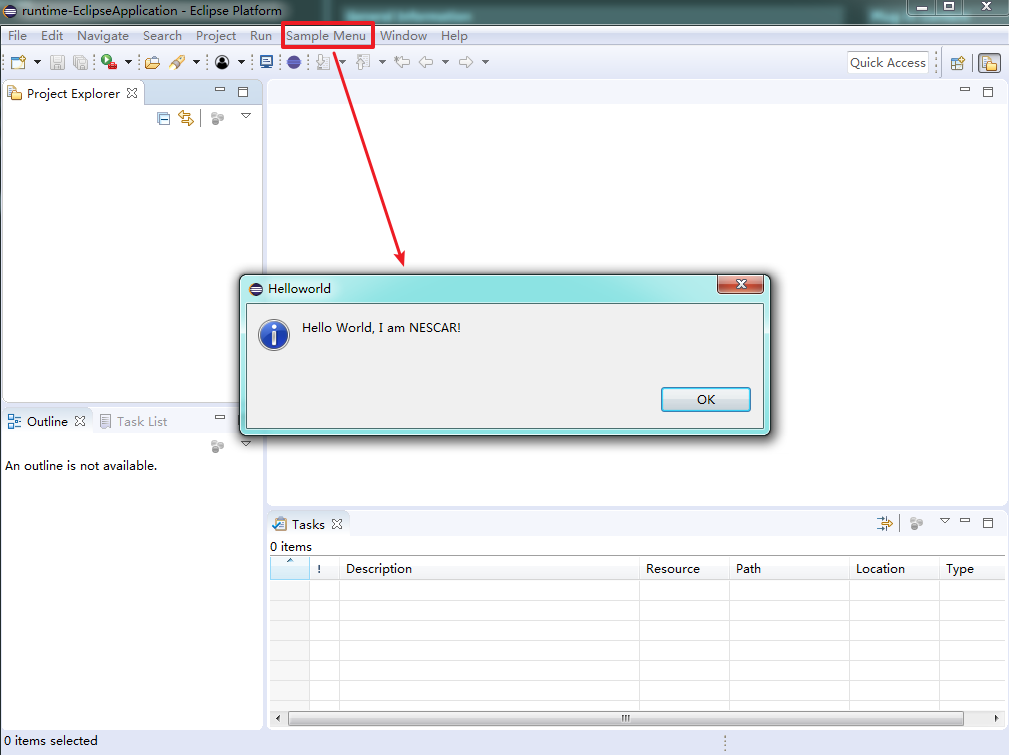 runtime-EclipseApplication - Eclipse Platform
File Edit Navigate Search Project Run Sample Menu Window Help
Quick Access
Project Explorer
Helloworld
Hello World, I am NESCAR!
OK
Outline Task List
An outline is not available.
Tasks
0 items
! Description Resource Path Location Type
0 items selected